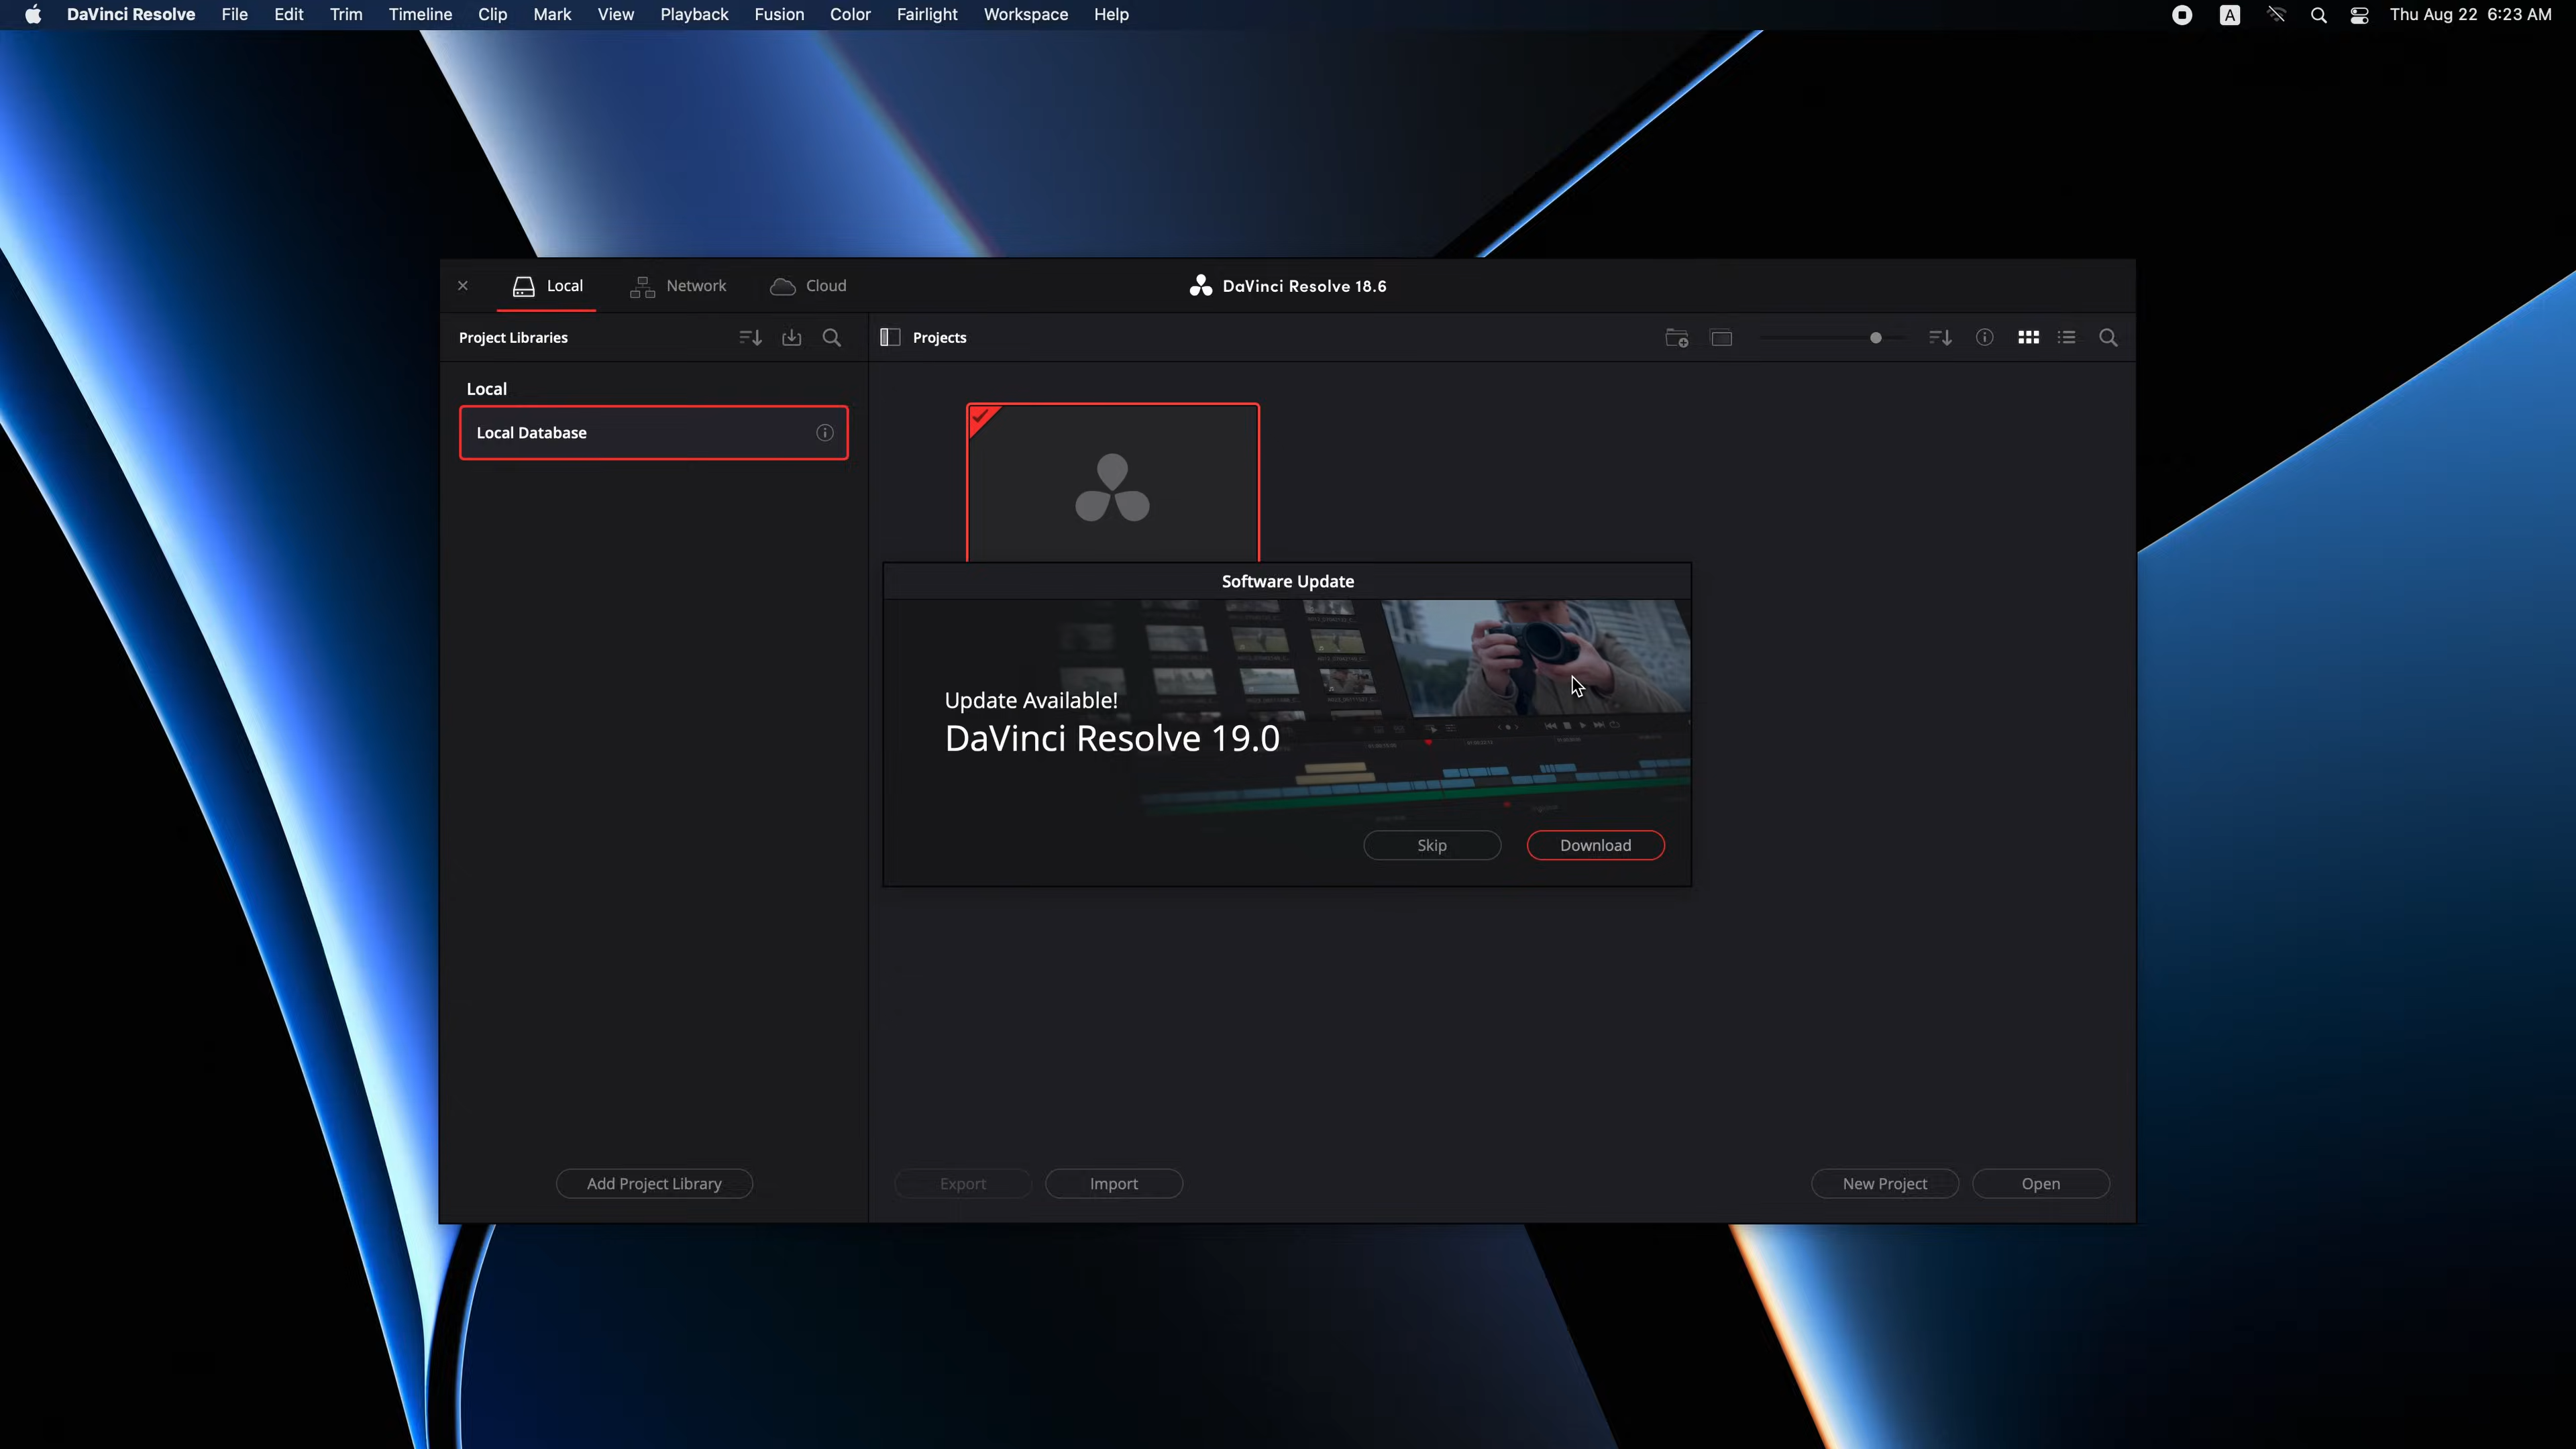 DaVinci Resolve File Edit Trim Timeline Clip Mark View Playback Fusion Color Fairlight Workspace Help A Thu Aug 22 6:23 AM
Local Network Cloud DaVinci Resolve 18.6
Project Libraries Projects
Local
Local Database
Software Update
Update Available!
DaVinci Resolve 19.0
Skip Download
Add Project Library Export Import New Project Open